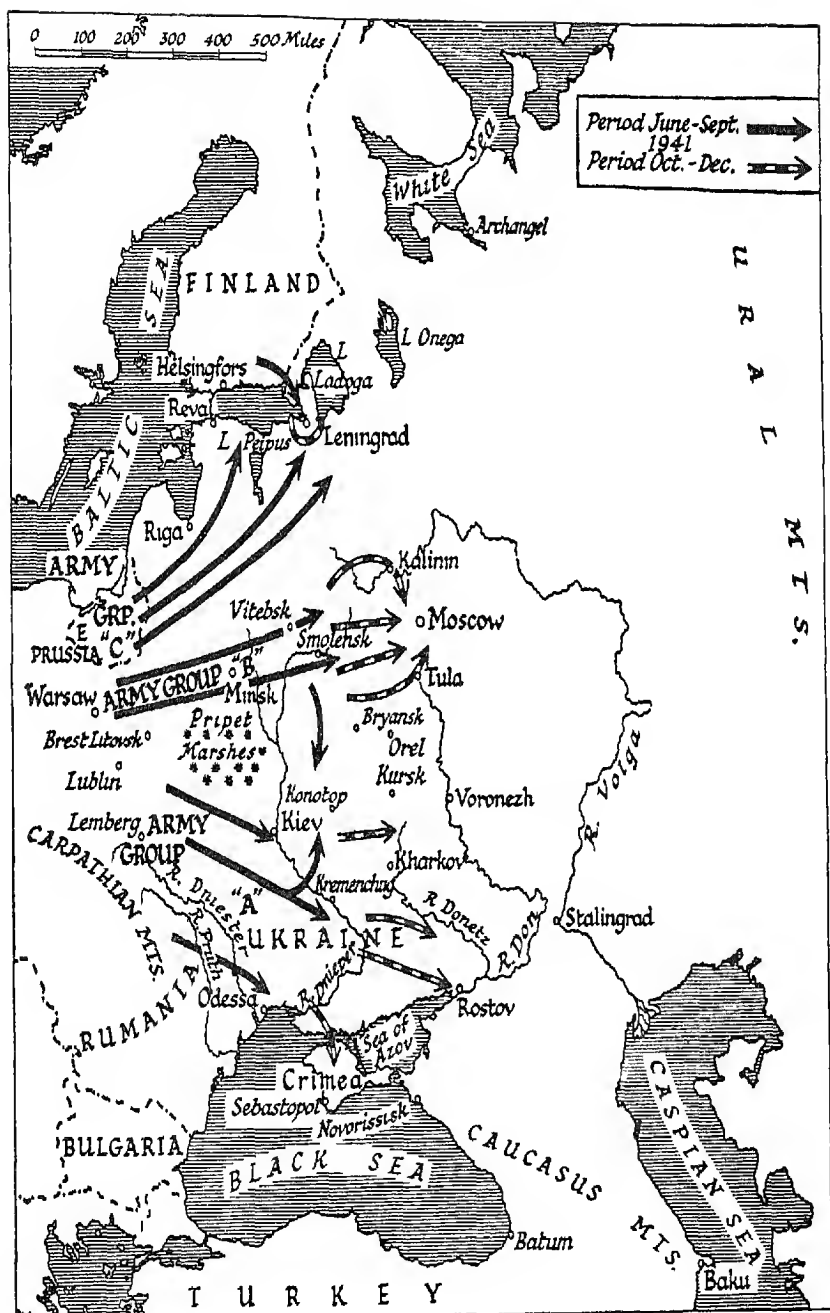 0 100 200 300 400 500 Miles
Period June-Sept.
1941
Period Oct.-Dec.
White Sea
Archangel
URAL MTS.
FINLAND
BALTIC SEA
L Onega
L Ladoga
Helsingfors
Reva
L Peipus
Leningrad
Riga
ARMY
GRP.
"C"
E
PRUSSIA
Kalinin
Vitebsk
Moscow
Smolensk
Tula
Warsaw
ARMY GROUP "B"
Minsk
Pripet
Marshes
Bryansk
Brest Litovsk
Orel
Lublin
Kursk
Konotop
Voronezh
R. Volga
Lemberg
ARMY
GROUP
"A"
Kiev
Kharkov
CARPATHIAN MTS.
R. Dniester
Kremenchug
R. Pruth
R Donetz
R. Don
Stalingrad
UKRAINE
Odessa
R. Dnieper
Rostov
RUMANIA
Sea of
Azov
Crimea
Sebastopol
Novorissisk
CAUCASUS MTS.
CASPIAN SEA
BULGARIA
BLACK SEA
Batum
Baku
TURKEY